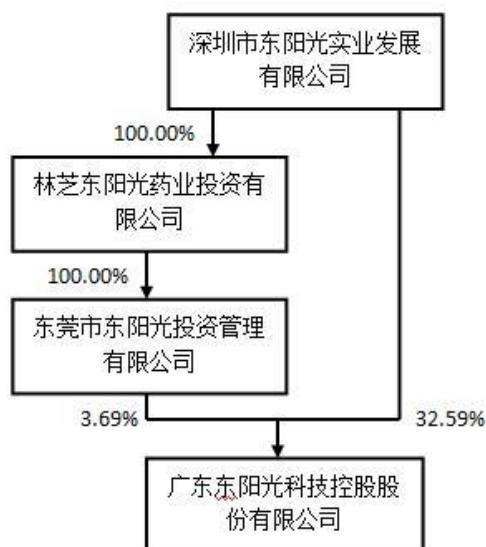 深圳市东阳光实业发展
有限公司
100.00%
林芝东阳光药业投资有
限公司
100.00%
东莞市东阳光投资管理
有限公司
3.69%
32.59%
广东东阳光科技控股股
份有限公司